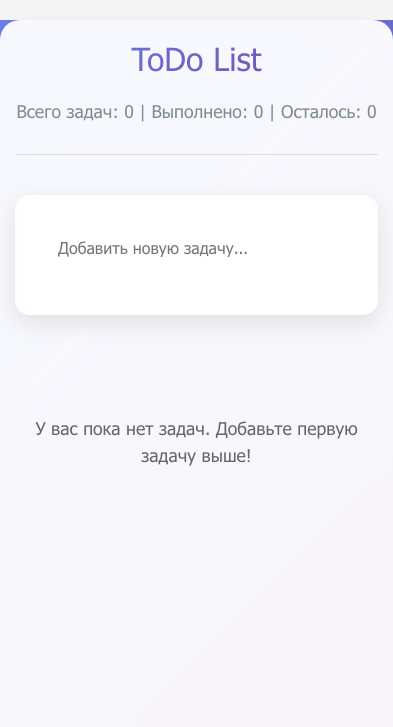 ToDo List
Всего задач: 0 | Выполнено: 0 | Осталось: 0
Добавить новую задачу...
У вас пока нет задач. Добавьте первую
задачу выше!